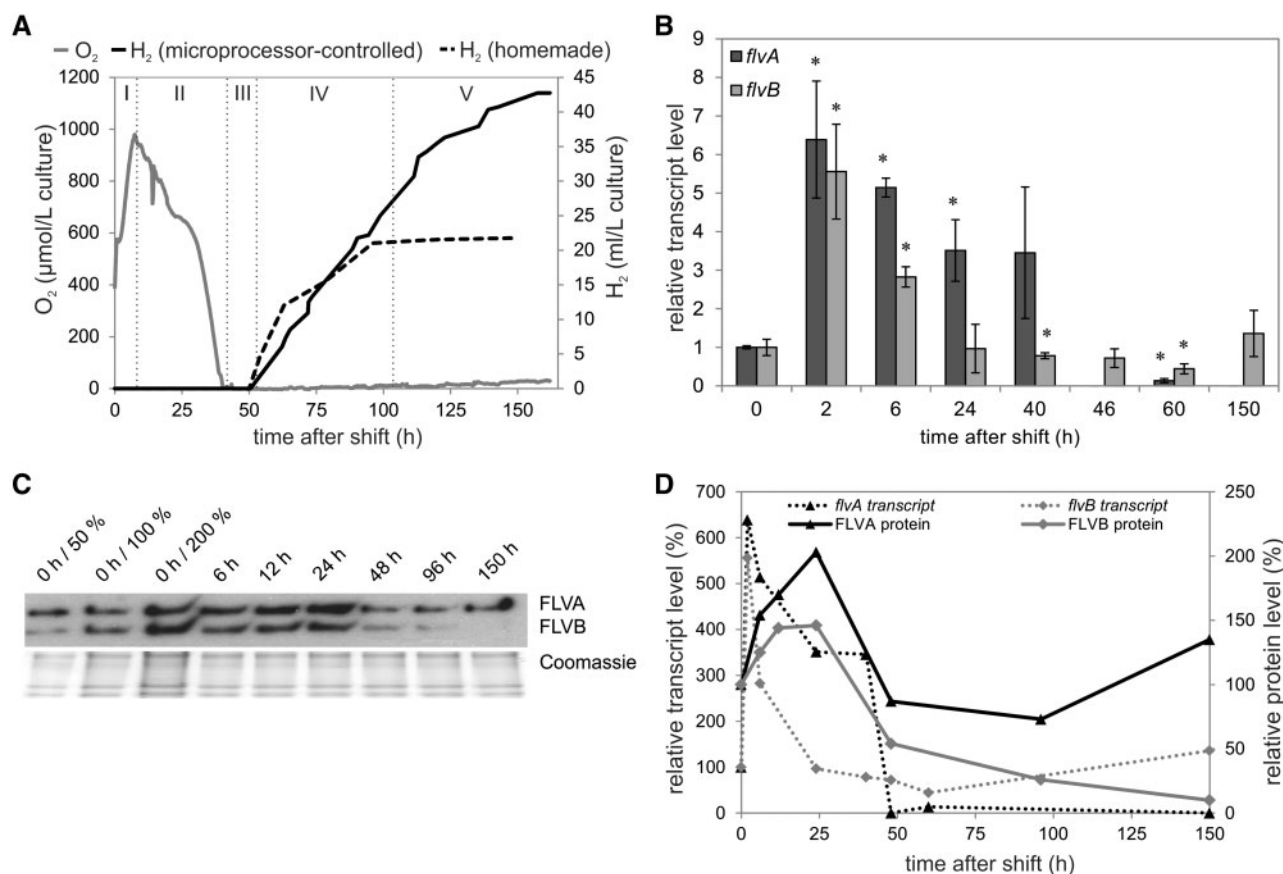 A
O₂ H₂ (microprocessor-controlled) H₂ (homemade)
1200 45
I II III IV V
40
1000
35
800 30
25
600
20
400 15
10
200
5
0 0
0 25 50 75 100 125 150
O₂ (µmol/L culture)
H₂ (ml/L culture)
time after shift (h)
B
9
8
7
6
5
4
3
2
1
0
flvA
flvB
* * * * * * * *
0 2 6 24 40 46 60 150
relative transcript level
time after shift (h)
C
0 h / 50 % 0 h / 100 % 0 h / 200 % 6 h 12 h 24 h 48 h 96 h 150 h
FLVA
FLVB
Coomassie
D
flvA transcript flvB transcript
FLVA protein FLVB protein
700 250
600
200
500
400 150
300
100
200
50
100
0 0
0 25 50 75 100 125 150
relative transcript level (%)
relative protein level (%)
time after shift (h)